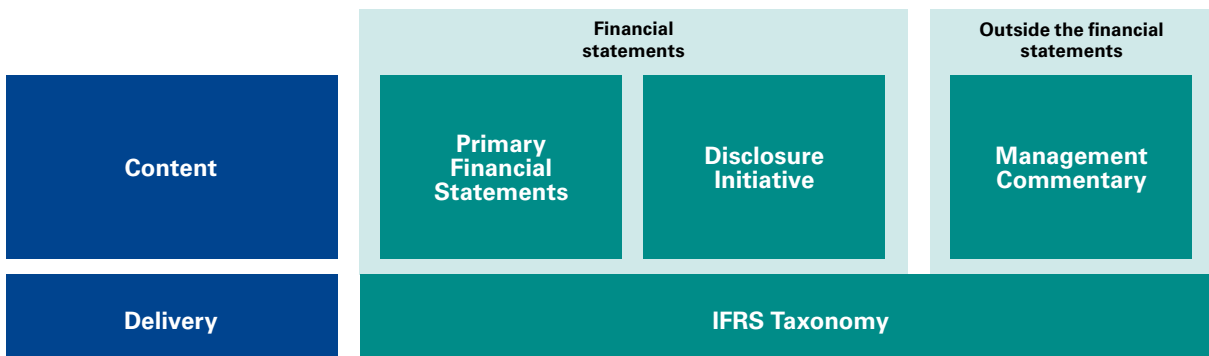 Financial
statements
Outside the financial
statements
Content
Primary
Financial
Statements
Disclosure
Initiative
Management
Commentary
Delivery
IFRS Taxonomy